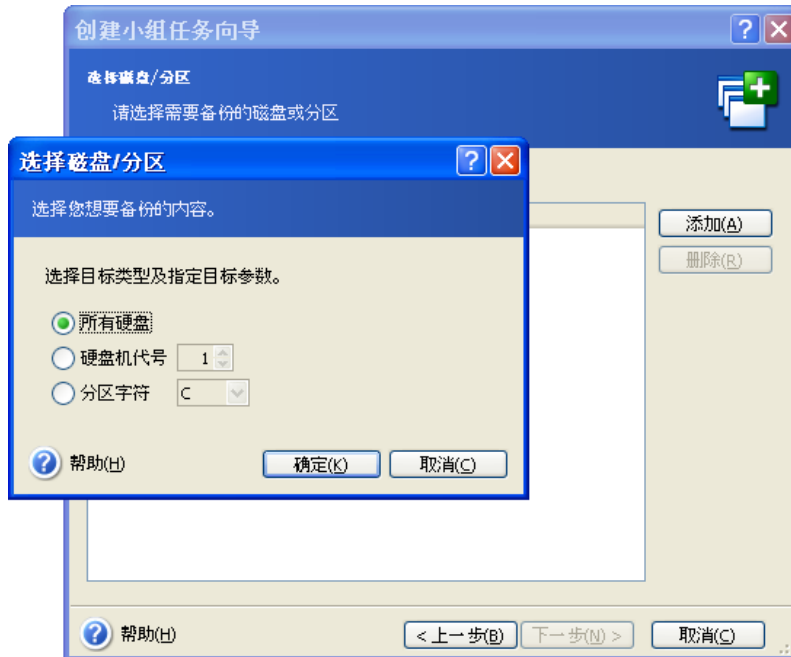 创建小组任务向导
选择磁盘/分区
请选择需要备份的磁盘或分区
添加(A)
删除(R)
选择磁盘/分区
选择您想要备份的内容。
选择目标类型及指定目标参数。
所有硬盘
硬盘机代号 1
分区字符 C
帮助(H) 确定(K) 取消(C)
帮助(H) <上一步(B) 下一步(N)> 取消(C)